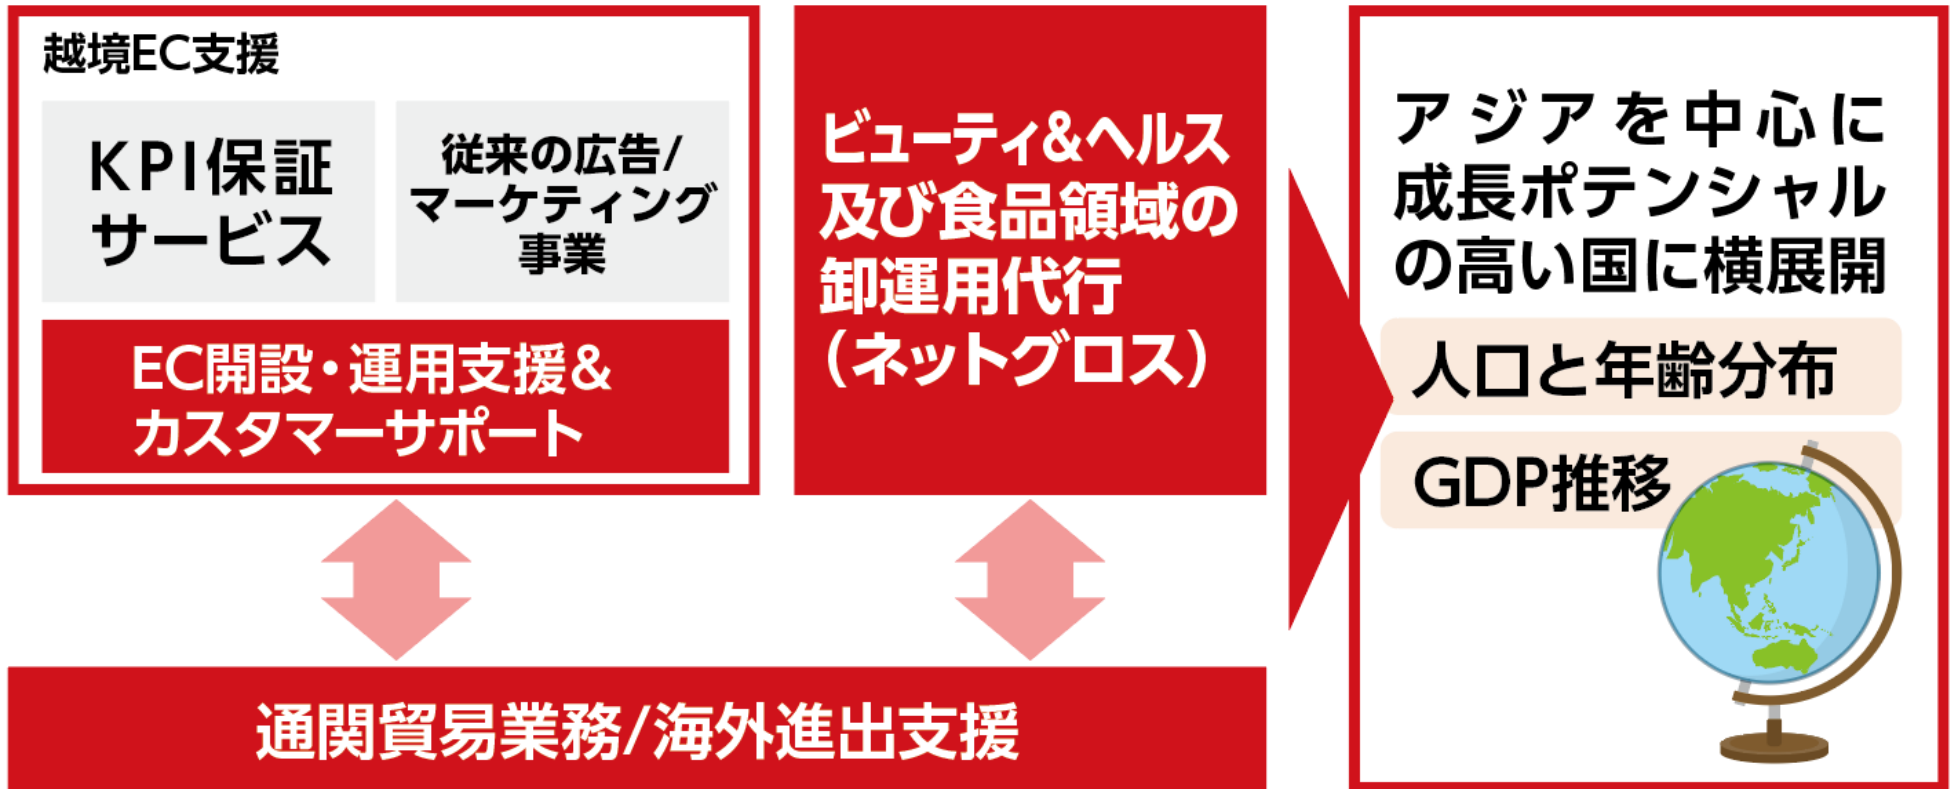 越境EC支援
KPI保証
サービス
従来の広告/
マーケティング
事業
EC開設・運用支援&
カスタマーサポート
ビューティ&ヘルス
及び食品領域の
卸運用代行
(ネットグロス)
通関貿易業務/海外進出支援
アジアを中心に
成長ポテンシャル
の高い国に横展開
人口と年齢分布
GDP推移